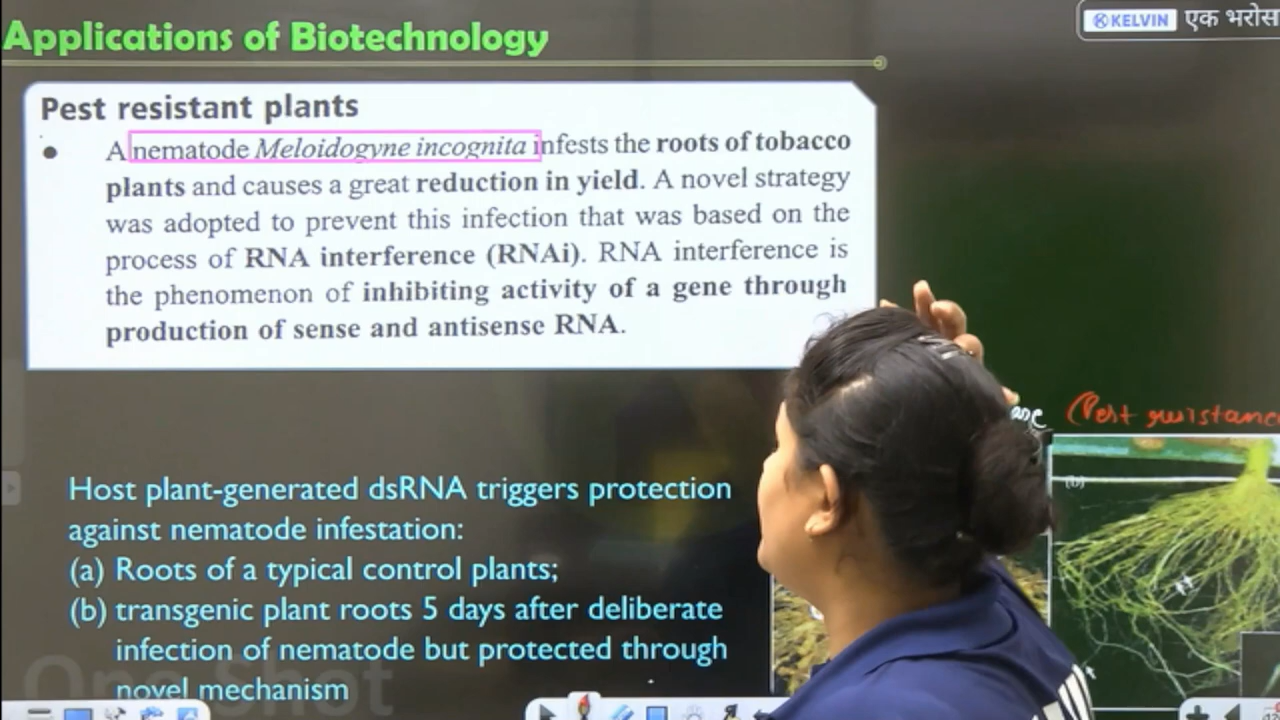 Applications of Biotechnology
KELVIN एक भरोस
Pest resistant plants
• A nematode Meloidogyne incognita infests the roots of tobacco
plants and causes a great reduction in yield. A novel strategy
was adopted to prevent this infection that was based on the
process of RNA interference (RNAi). RNA interference is
the phenomenon of inhibiting activity of a gene through
production of sense and antisense RNA.
(Pest resistanc
(b)
Host plant-generated dsRNA triggers protection
against nematode infestation:
(a) Roots of a typical control plants;
(b) transgenic plant roots 5 days after deliberate
infection of nematode but protected through
novel mechanism
One Shot